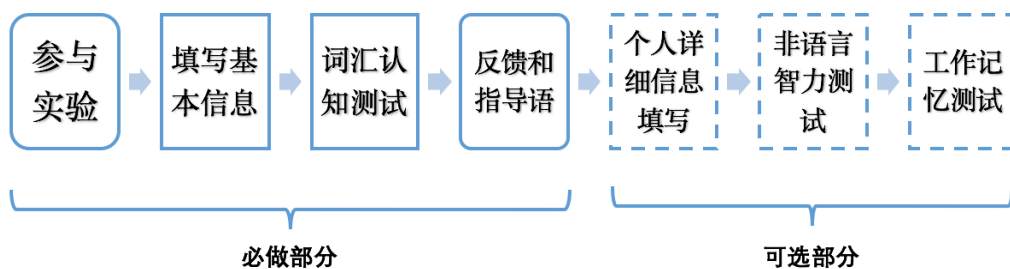 参与
实验
填写基
本信息
词汇认
知测试
反馈和
指导语
个人详
细信息
填写
非语言
智力测
试
工作记
忆测试
必做部分
可选部分